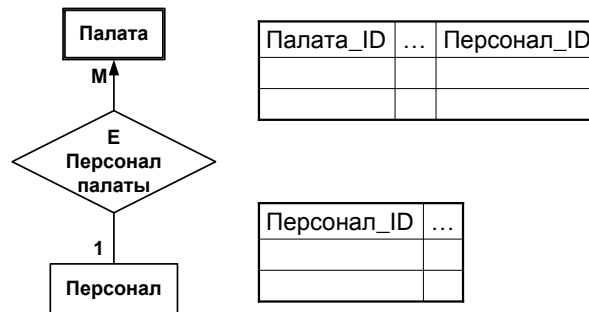 Палата
М
Е
Персонал
палаты
1
Персонал
Палата_ID … Персонал_ID
Персонал_ID …